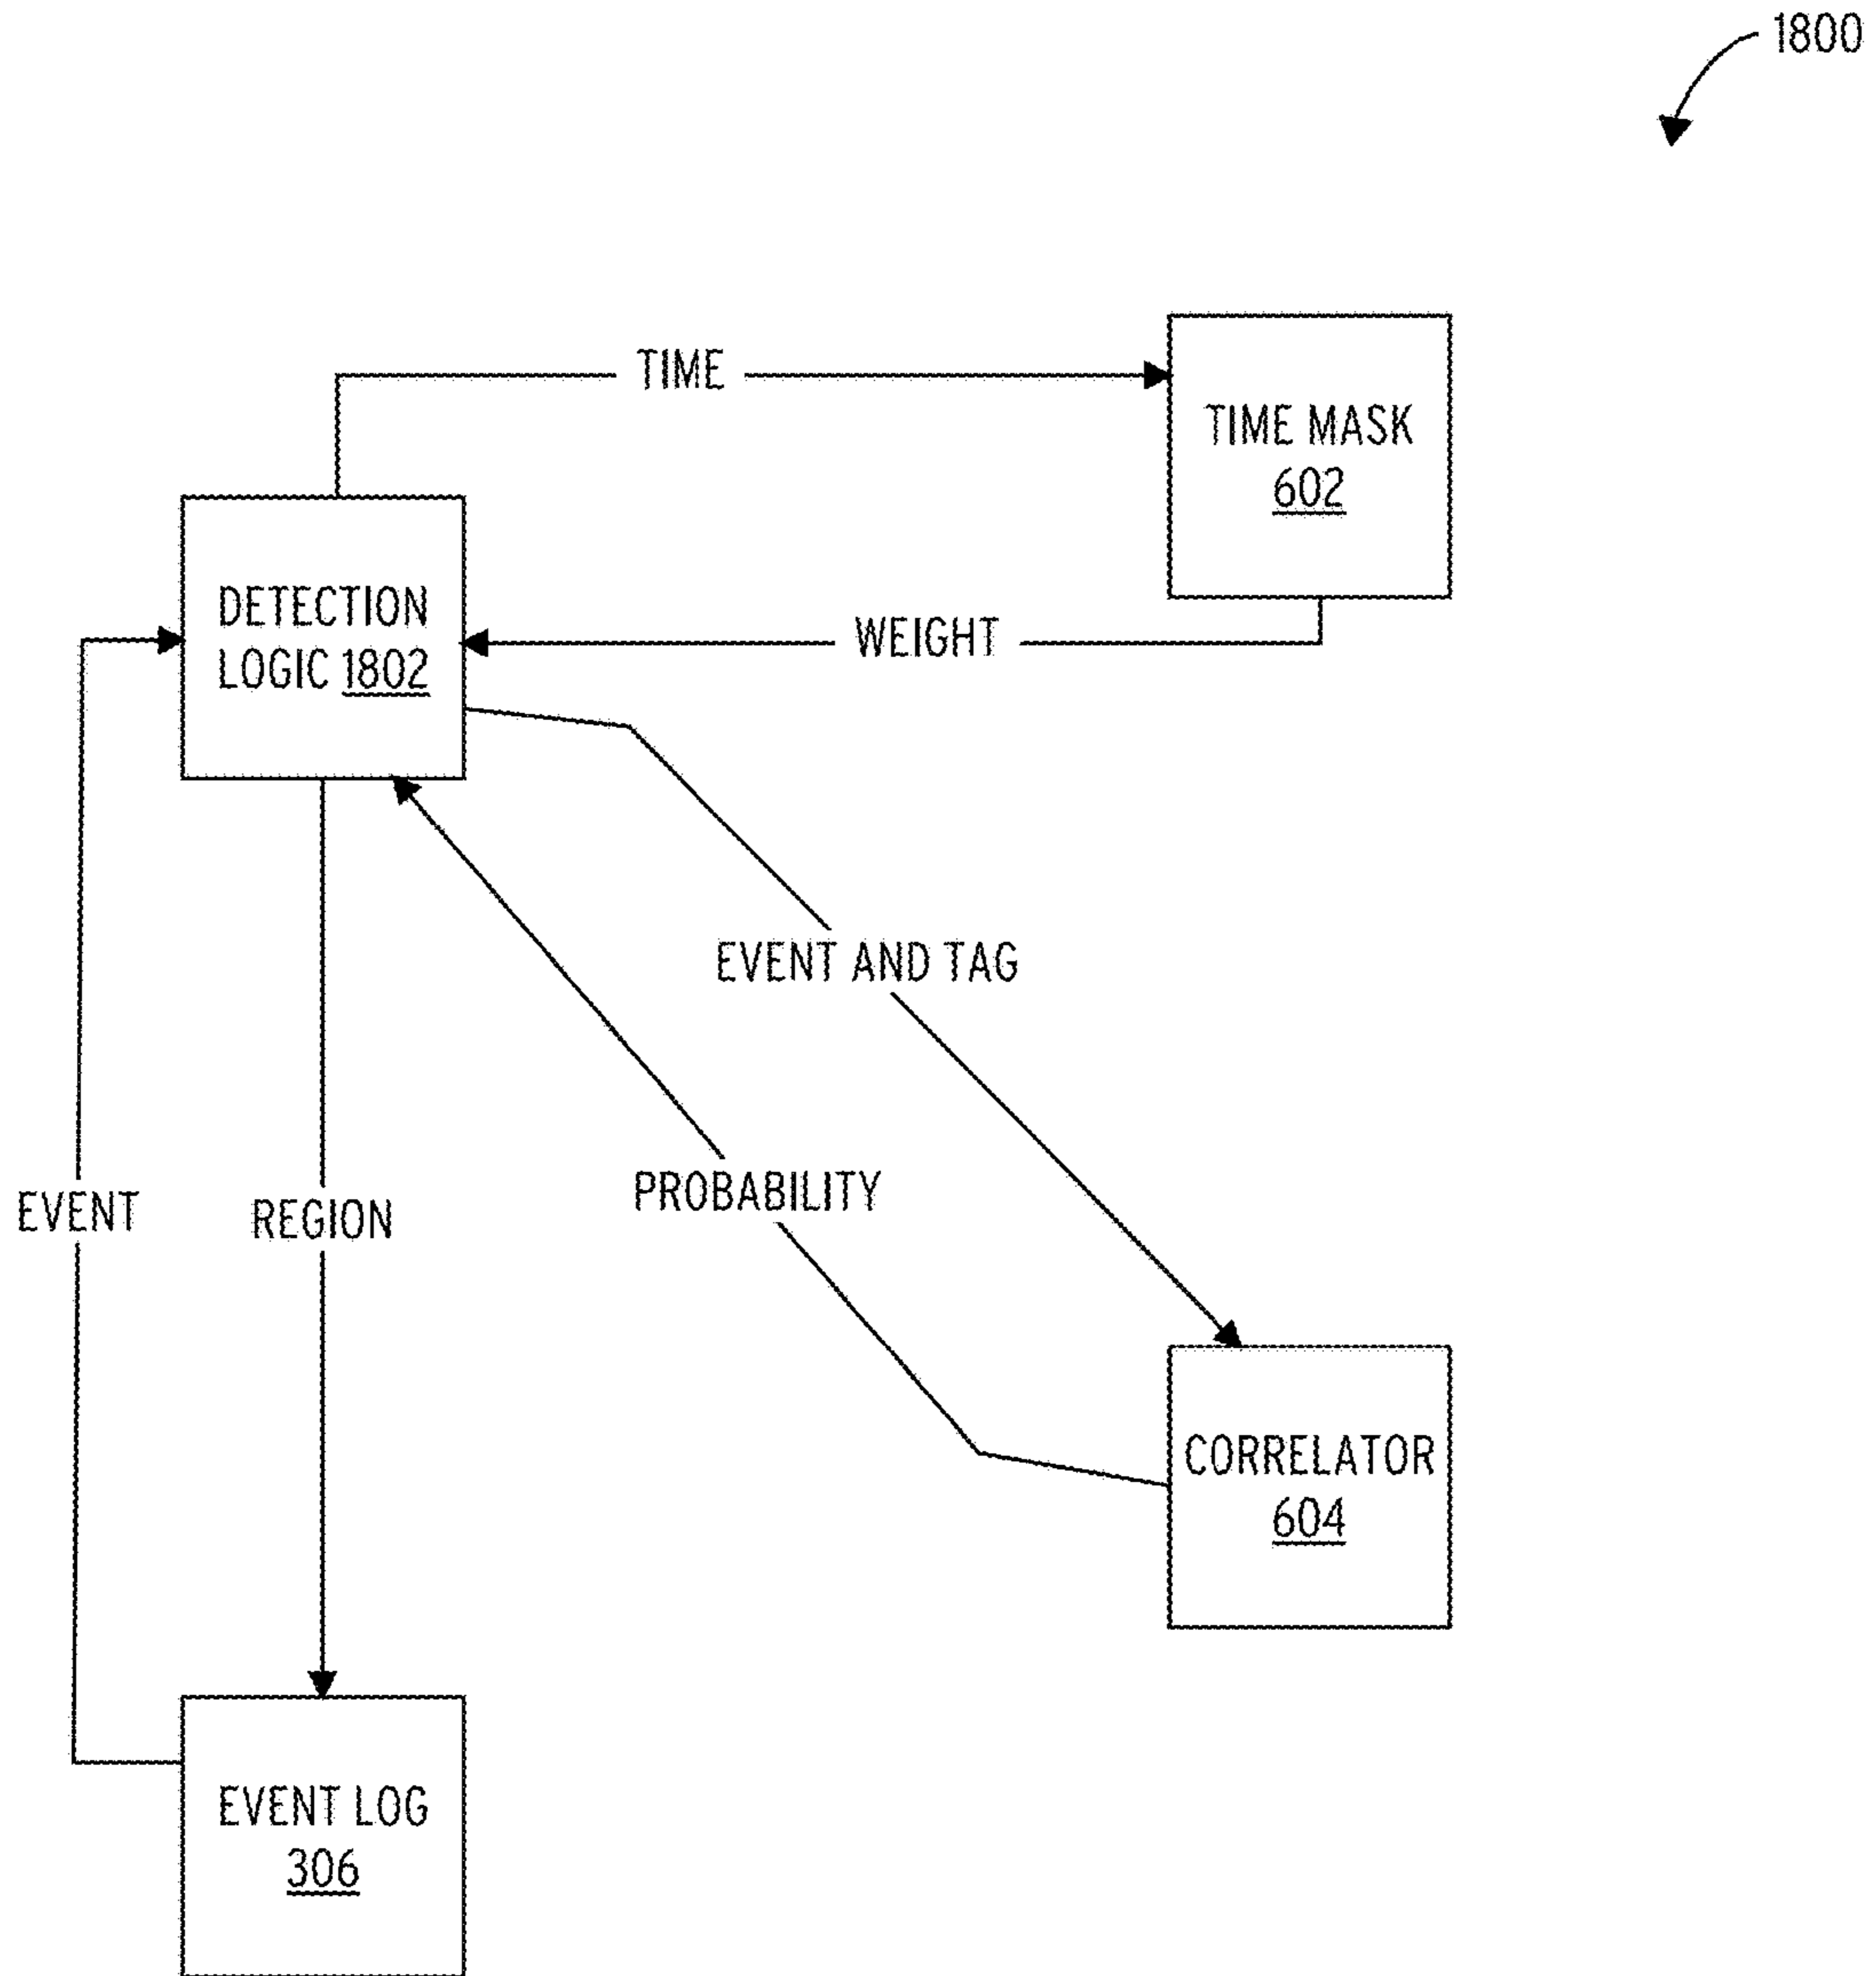 1800
TIME
TIME MASK
602
DETECTION
LOGIC 1802
WEIGHT
EVENT AND TAG
PROBABILITY
EVENT
REGION
CORRELATOR
604
EVENT LOG
306